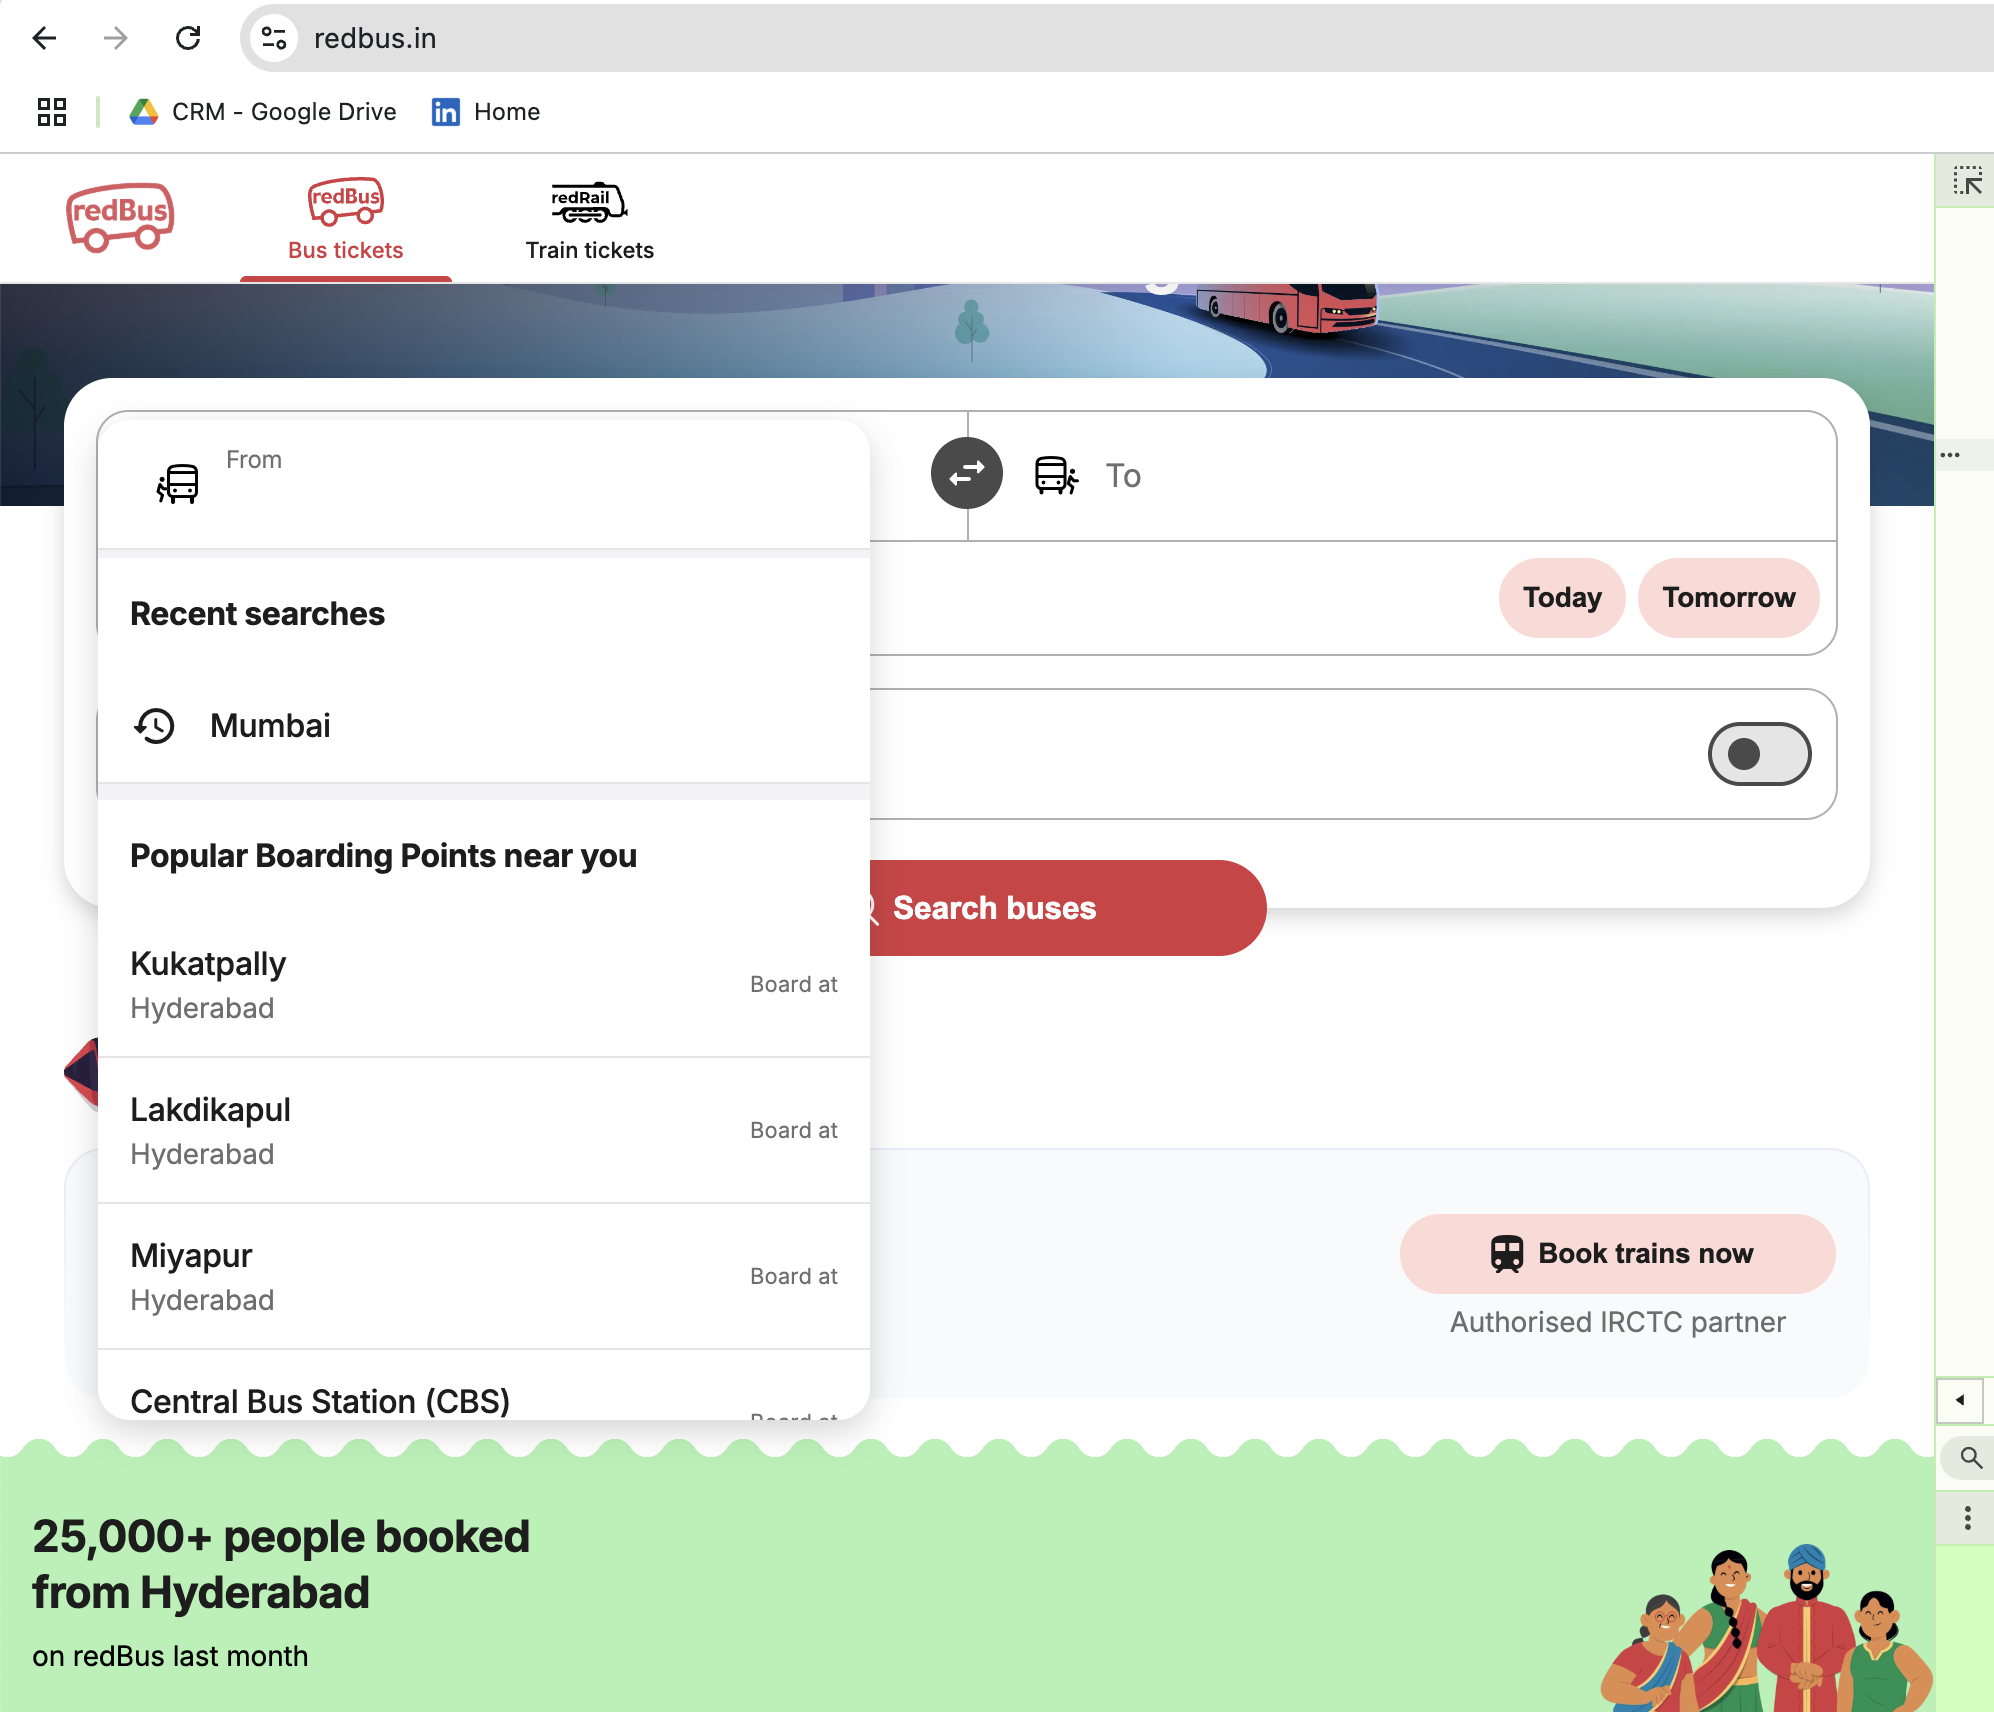 redbus.in
CRM - Google Drive
Home
redBus
redBus
Bus tickets
redRail
Train tickets
From
To
Recent searches
Today
Tomorrow
Mumbai
Popular Boarding Points near you
Search buses
Kukatpally
Hyderabad
Board at
Lakdikapul
Hyderabad
Board at
Miyapur
Hyderabad
Board at
Book trains now
Authorised IRCTC partner
Central Bus Station (CBS)
Board at
25,000+ people booked
from Hyderabad
on redBus last month